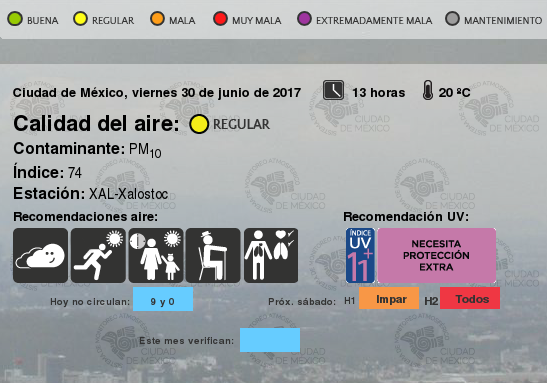 BUENA REGULAR MALA MUY MALA EXTREMADAMENTE MALA MANTENIMIENTO
Ciudad de México, viernes 30 de junio de 2017 13 horas 20 ºC
Calidad del aire: REGULAR
Contaminante: PM10
Índice: 74
Estación: XAL-Xalostoc
Recomendaciones aire: Recomendación UV:
ÍNDICE UV 11+
NECESITA
PROTECCIÓN
EXTRA
Hoy no circulan: 9 y 0 Próx. sábado: H1 Impar H2 Todos
Este mes verifican:
MONITOREO ATMOSFÉRICO
CIUDAD
DE MÉXICO